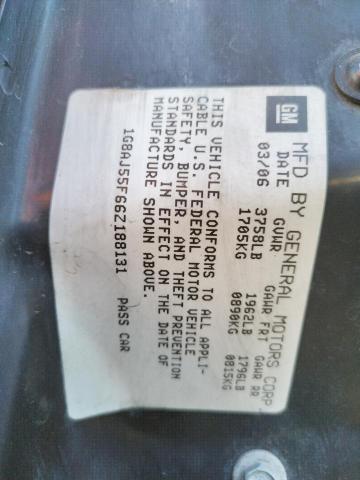 GM MFD BY GENERAL MOTORS CORP
DATE GVWR GAWR FRT GAWR RR
03/06 3758LB 1962LB 1796LB
1705KG 0890KG 0815KG
THIS VEHICLE CONFORMS TO ALL APPLI-
CABLE U.S. FEDERAL MOTOR VEHICLE
SAFETY, BUMPER, AND THEFT PREVENTION
STANDARDS IN EFFECT ON THE DATE OF
MANUFACTURE SHOWN ABOVE.
1G8AJ55F66Z188131 PASS CAR